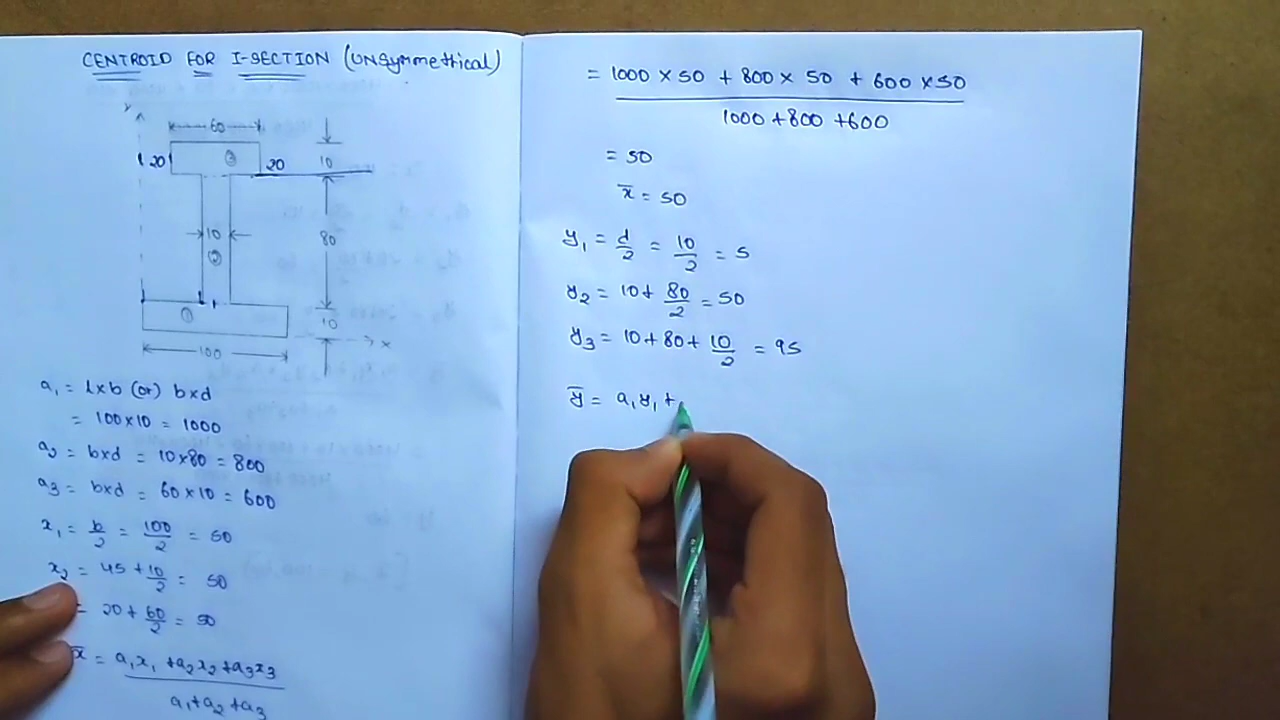 CENTROID FOR I-SECTION (UNSymmethical)
Y
60
20 ③ 20 10
10
80
②
① 10
X
100
a₁ = l×b (or) b×d
= 100×10 = 1000
a₂ = b×d = 10×80 = 800
a₃ = b×d = 60×10 = 600
x₁ = b/2 = 100/2 = 50
x₂ = 45 + 10/2 = 50
= 20 + 60/2 = 50
x̄ = a₁x₁ + a₂x₂ + a₃x₃
a₁ + a₂ + a₃
= 1000 × 50 + 800 × 50 + 600 × 50
1000 + 800 + 600
= 50
x̄ = 50
y₁ = d/2 = 10/2 = 5
y₂ = 10 + 80/2 = 50
y₃ = 10 + 80 + 10/2 = 95
ȳ = a₁y₁ +